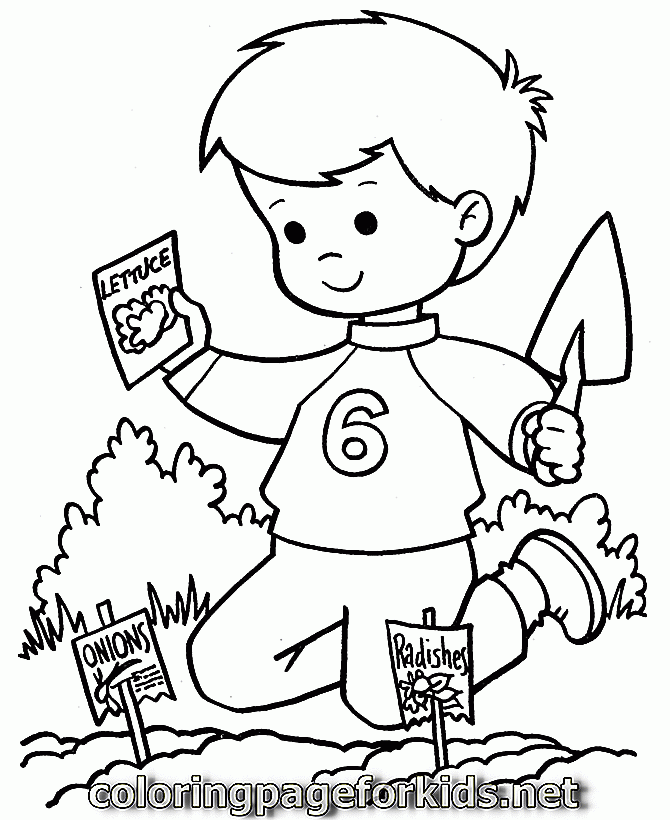 LETTUCE
6
ONIONS
Radishes
coloringpageforkids.net